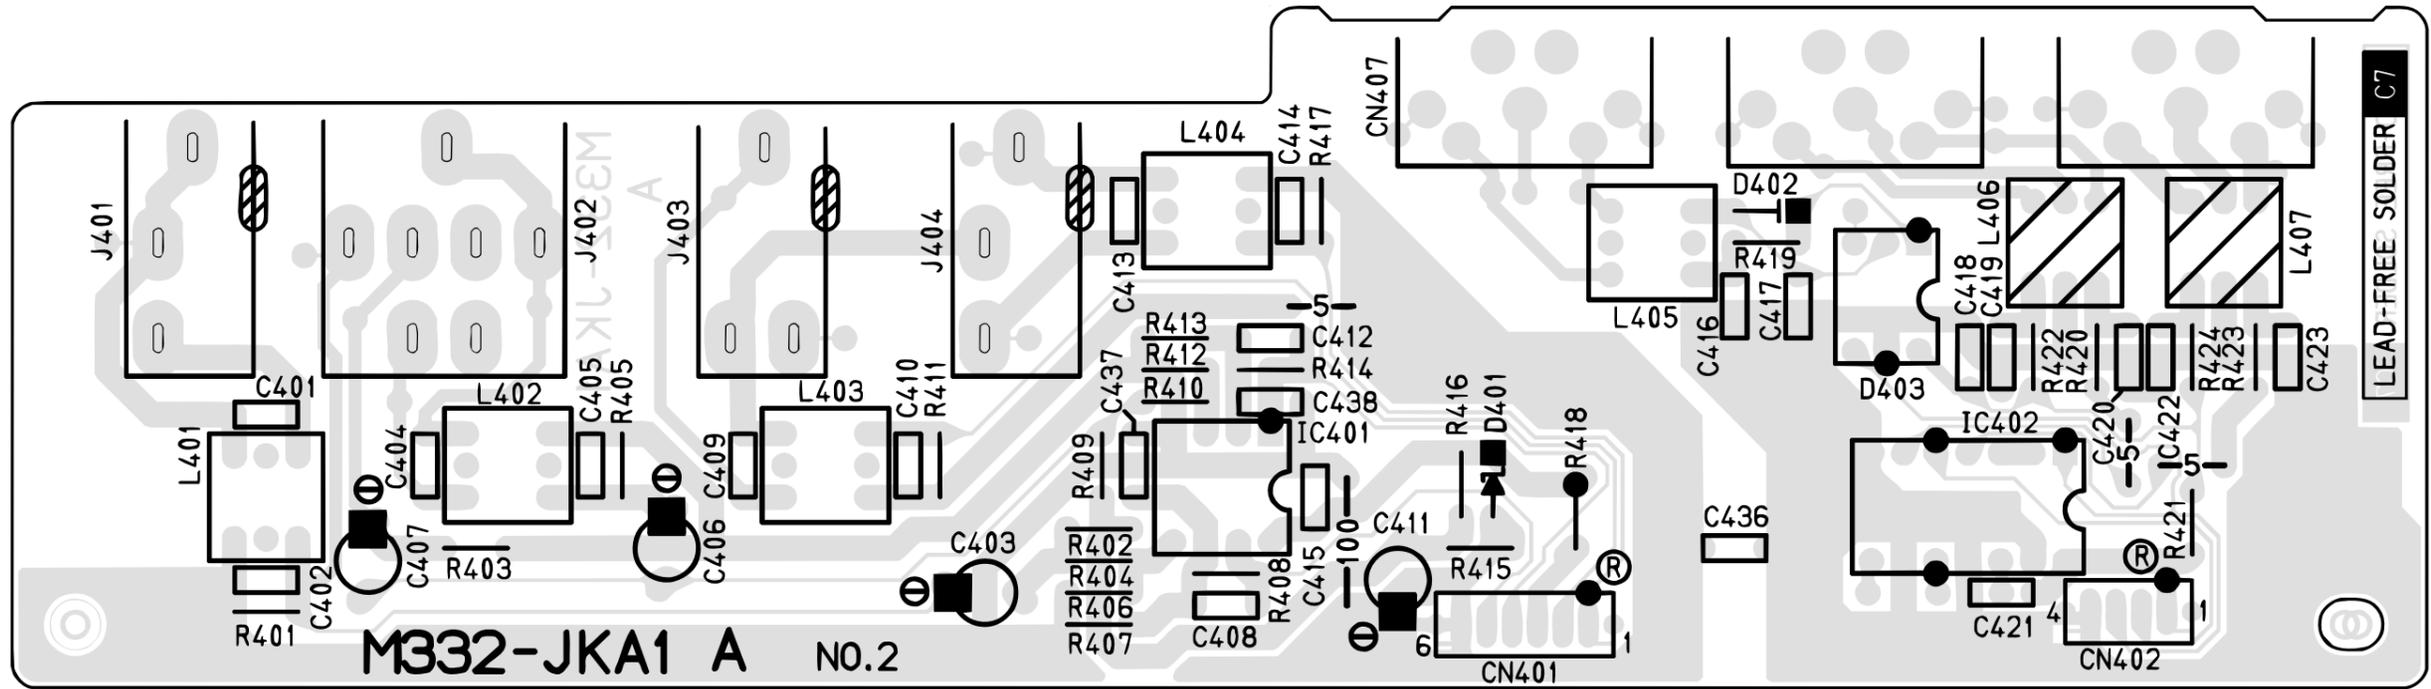 CN407
C7
LEAD-FREE SOLDER
L404
C414
R417
M332-JKA1
A
J401
J402
J403
J404
C413
D402
R419
L405
C416
C417
D403
C418
C419
L406
L407
-5-
R413
R412
R410
C412
R414
C438
C437
IC401
C401
L401
L402
C404
C405
R405
L403
C409
C410
R411
R409
R416
D401
R418
R422
R420
R424
R423
C423
IC402
C420
-5-
C422
-5-
R421
C407
R403
C406
C403
R402
R404
R406
R407
C408
R408
C415
-100-
C411
R415
C436
R
R
C402
R401
M332-JKA1 A NO.2
6
1
CN401
C421
4
1
CN402